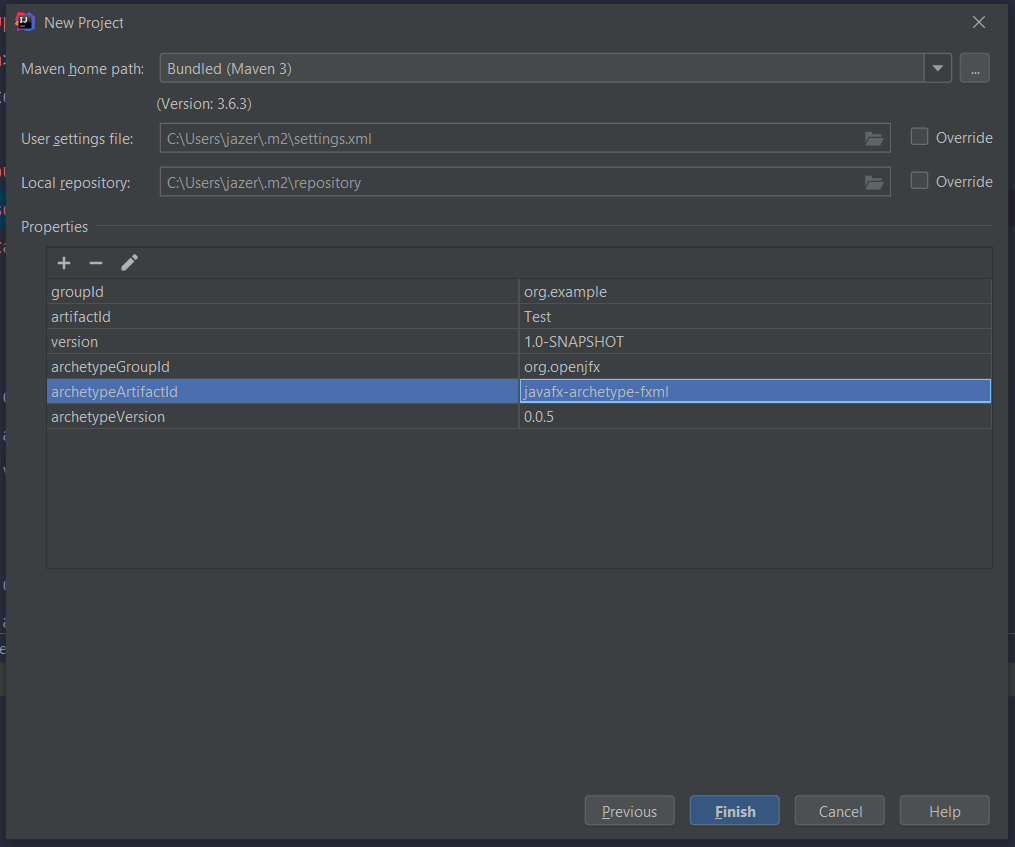 New Project
Maven home path: Bundled (Maven 3) ...
(Version: 3.6.3)
User settings file: C:\Users\jazer\.m2\settings.xml Override
Local repository: C:\Users\jazer\.m2\repository Override
Properties
groupId org.example
artifactId Test
version 1.0-SNAPSHOT
archetypeGroupId org.openjfx
archetypeArtifactId javafx-archetype-fxml
archetypeVersion 0.0.5
Previous Finish Cancel Help